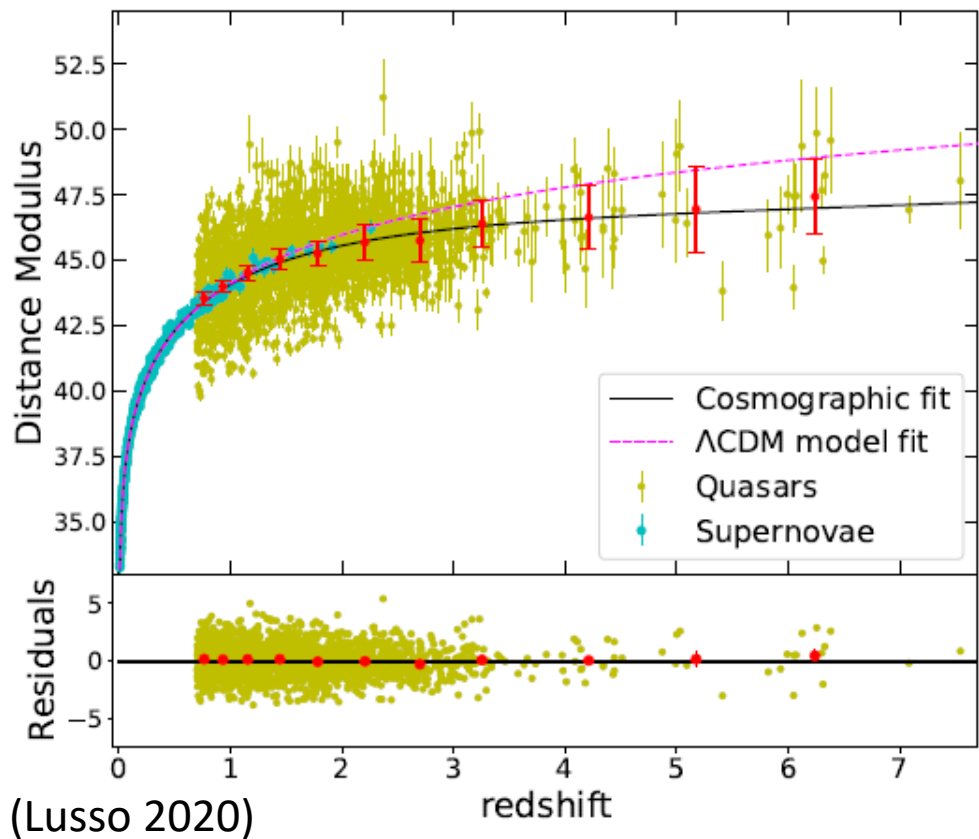 52.5
50.0
47.5
45.0
42.5
40.0
37.5
35.0
Distance Modulus
Cosmographic fit
ΛCDM model fit
Quasars
Supernovae
5
0
−5
Residuals
0 1 2 3 4 5 6 7
redshift
(Lusso 2020)